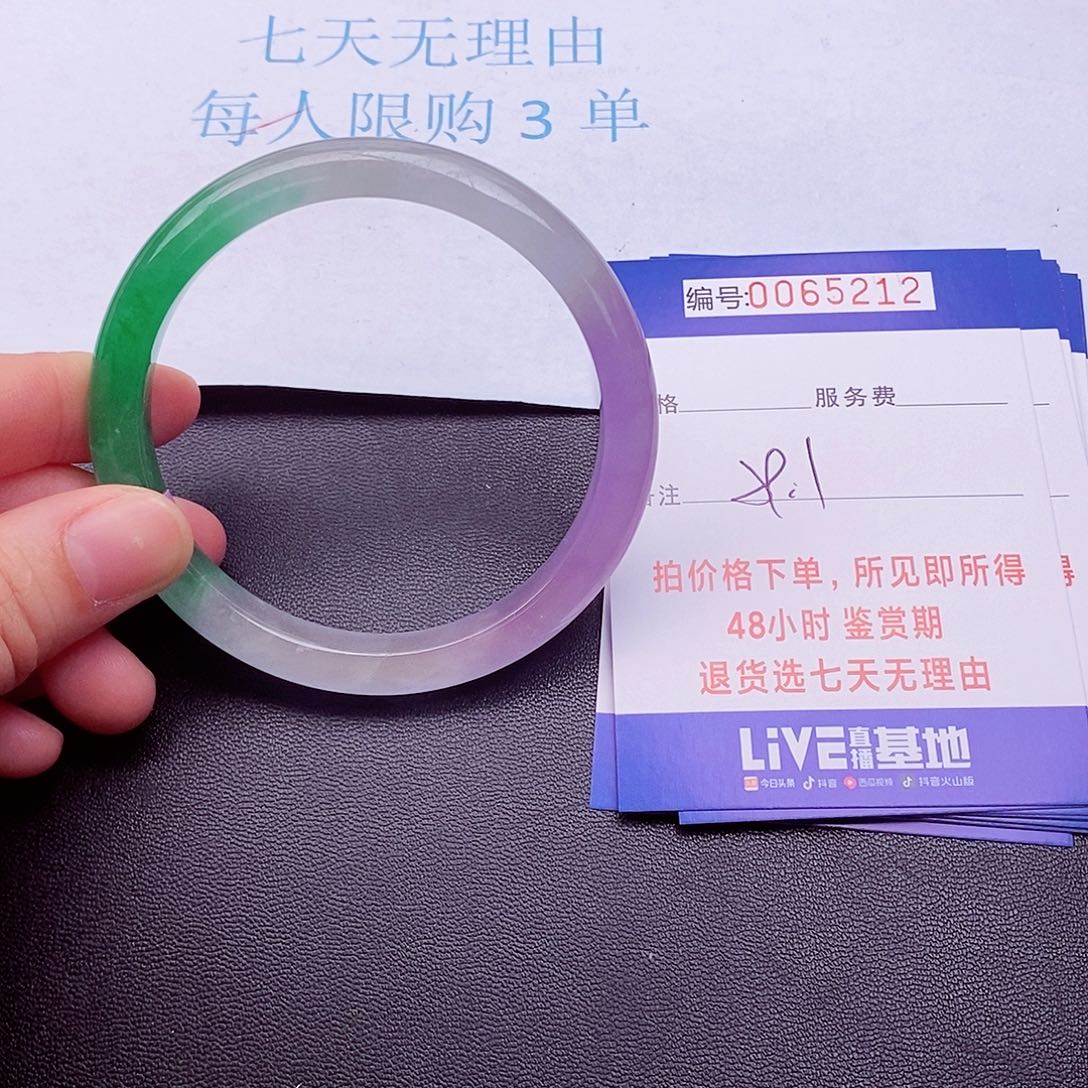 七天无理由
每人限购3单
编号:0065212
格 服务费
注
拍价格下单，所见即所得
48小时 鉴赏期
退货选七天无理由
LiVE直播基地
今日头条 抖音 西瓜视频 抖音火山版
得